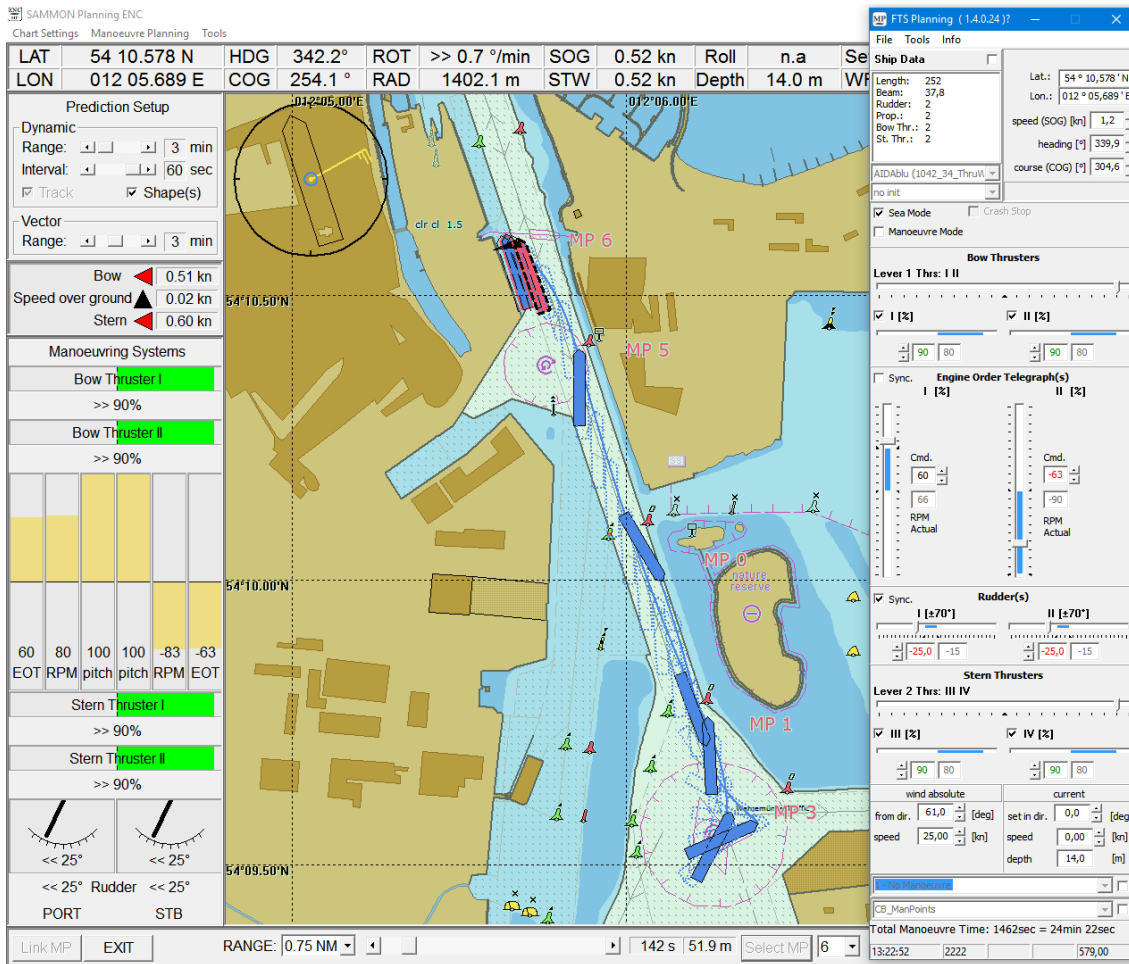 SAMMON Planning ENC
Chart Settings Manoeuvre Planning Tools
LAT 54 10.578 N HDG 342.2° ROT >> 0.7 °/min SOG 0.52 kn Roll n.a Se
LON 012 05.689 E COG 254.1 ° RAD 1402.1 m STW 0.52 kn Depth 14.0 m
Prediction Setup
Dynamic
Range: 3 min
Interval: 60 sec
Track Shape(s)
Vector
Range: 3 min
Bow 0.51 kn
Speed over ground 0.02 kn
Stern 0.60 kn
Manoeuvring Systems
Bow Thruster I
>> 90%
Bow Thruster II
>> 90%
60 80 100 100 -83 -63
EOT RPM pitch pitch RPM EOT
Stern Thruster I
>> 90%
Stern Thruster II
>> 90%
<< 25° << 25°
<< 25° Rudder << 25°
PORT STB
Link MP EXIT
012°05.00'E 012°06.00'E
clr cl 1.5
MP 6
54°10.50'N
MP 5
54°10.00'N
MP 0
nature
reserve
MP 1
MP 3
54°09.50'N
RANGE: 0.75 NM 142 s 51.9 m Select MP 6
MP FTS Planning ( 1.4.0.24 )?
File Tools Info
Ship Data
Length: 252
Beam: 37,8
Rudder: 2
Prop.: 2
Bow Thr.: 2
St. Thr.: 2
Lat.: 54 ° 10,578 ' N
Lon.: 012 ° 05,689 ' E
speed (SOG) [kn] 1,2
heading [°] 339,9
course (COG) [°] 304,6
AIDAblu (1042_34_ThruW
no init
Sea Mode Crash Stop
Manoeuvre Mode
Bow Thrusters
Lever 1 Thrs: I II
I [%] II [%]
90 80 90 80
Sync. Engine Order Telegraph(s)
I [%] II [%]
Cmd. Cmd.
60 -63
66 -90
RPM RPM
Actual Actual
Sync. Rudder(s)
I [±70°] II [±70°]
-25,0 -15 -25,0 -15
Stern Thrusters
Lever 2 Thrs: III IV
III [%] IV [%]
90 80 90 80
wind absolute current
from dir. 61,0 [deg] set in dir. 0,0 [deg
speed 25,00 [kn] speed 0,00 [kn]
depth 14,0 [m]
1 - No Manoeuvre
CB_ManPoints
Total Manoeuvre Time: 1462sec = 24min 22sec
13:22:52 2222 579,00